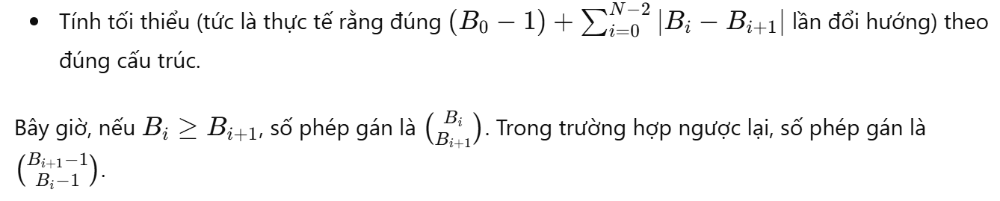 • Tính tối thiểu (tức là thực tế rằng đúng $(B_0 - 1) + \sum_{i=0}^{N-2} |B_i - B_{i+1}|$ lần đổi hướng) theo
đúng cấu trúc.
Bây giờ, nếu $B_i \geq B_{i+1}$, số phép gán là $\binom{B_i}{B_{i+1}}$. Trong trường hợp ngược lại, số phép gán là
$\binom{B_{i+1}-1}{B_i-1}$.